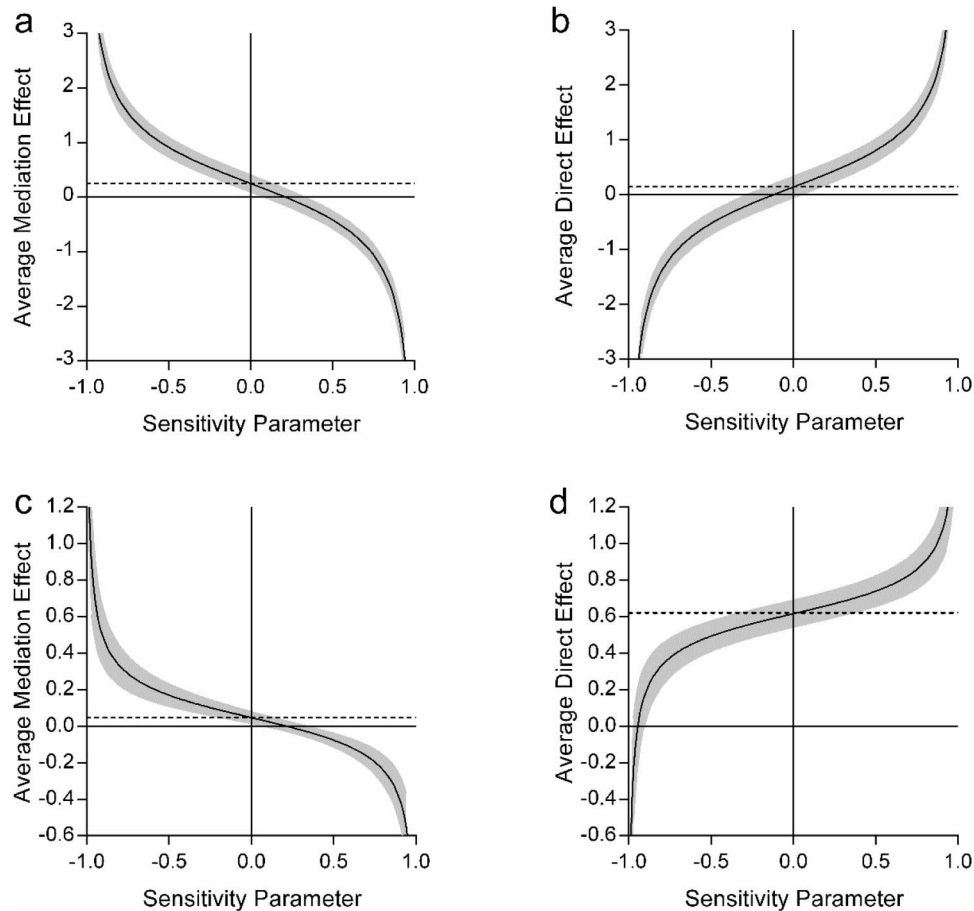 a
Average Mediation Effect
3
2
1
0
-1
-2
-3
-1.0 -0.5 0.0 0.5 1.0
Sensitivity Parameter
b
Average Direct Effect
3
2
1
0
-1
-2
-3
-1.0 -0.5 0.0 0.5 1.0
Sensitivity Parameter
c
Average Mediation Effect
1.2
1.0
0.8
0.6
0.4
0.2
0.0
-0.2
-0.4
-0.6
-1.0 -0.5 0.0 0.5 1.0
Sensitivity Parameter
d
Average Direct Effect
1.2
1.0
0.8
0.6
0.4
0.2
0.0
-0.2
-0.4
-0.6
-1.0 -0.5 0.0 0.5 1.0
Sensitivity Parameter